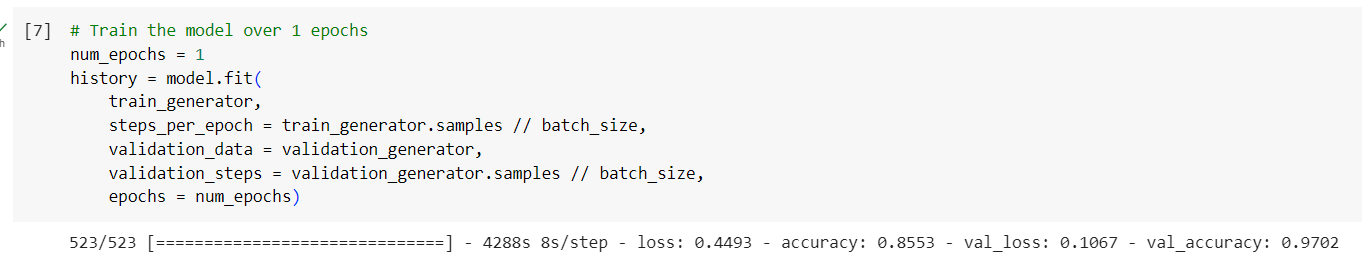 [7] # Train the model over 1 epochs
num_epochs = 1
history = model.fit(
train_generator,
steps_per_epoch = train_generator.samples // batch_size,
validation_data = validation_generator,
validation_steps = validation_generator.samples // batch_size,
epochs = num_epochs)
523/523 [==============================] - 4288s 8s/step - loss: 0.4493 - accuracy: 0.8553 - val_loss: 0.1067 - val_accuracy: 0.9702